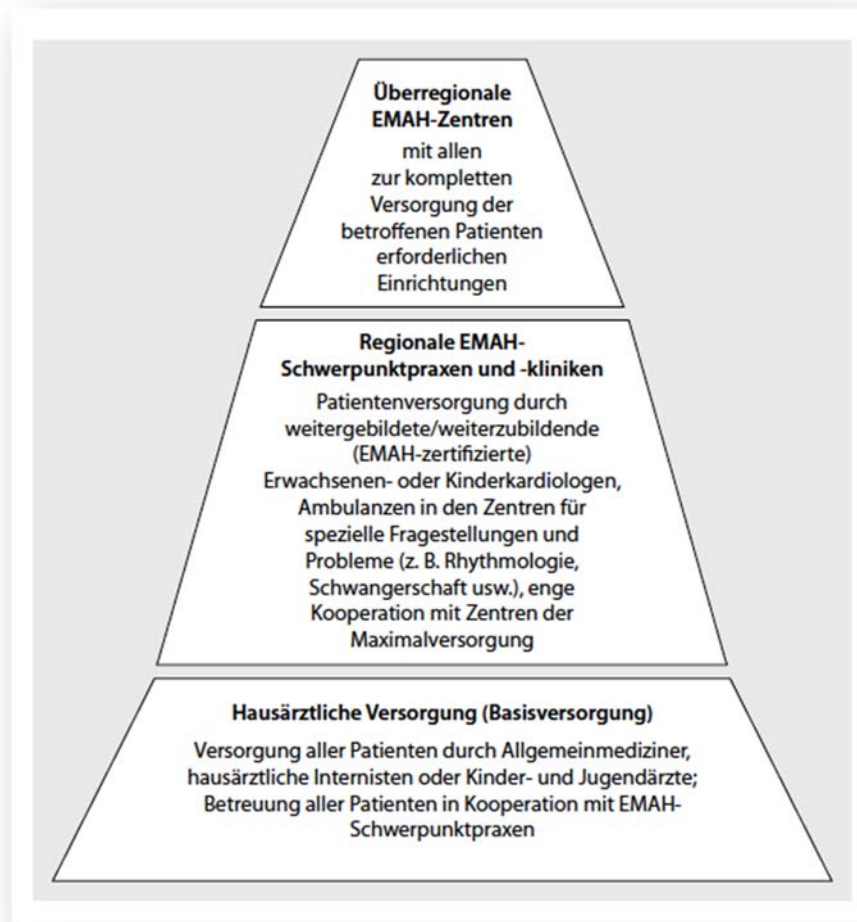 Überregionale
EMAH-Zentren
mit allen
zur kompletten
Versorgung der
betroffenen Patienten
erforderlichen
Einrichtungen
Regionale EMAH-
Schwerpunktpraxen und -kliniken
Patientenversorgung durch
weitergebildete/weiterzubildende
(EMAH-zertifizierte)
Erwachsenen- oder Kinderkardiologen,
Ambulanzen in den Zentren für
spezielle Fragestellungen und
Probleme (z. B. Rhythmologie,
Schwangerschaft usw.), enge
Kooperation mit Zentren der
Maximalversorgung
Hausärztliche Versorgung (Basisversorgung)
Versorgung aller Patienten durch Allgemeinmediziner,
hausärztliche Internisten oder Kinder- und Jugendärzte;
Betreuung aller Patienten in Kooperation mit EMAH-
Schwerpunktpraxen